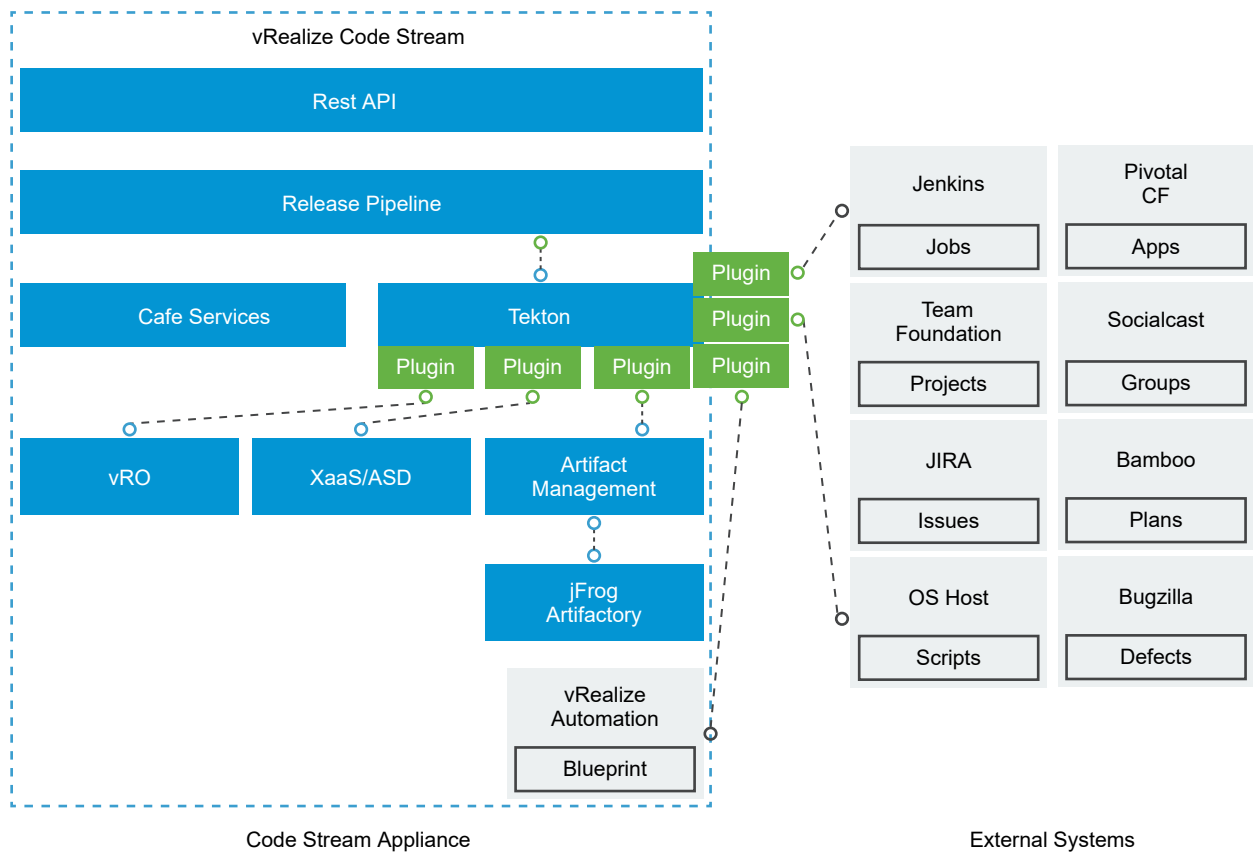 vRealize Code Stream
Rest API
Release Pipeline
Cafe Services
Tekton
Plugin
Plugin
Plugin
Plugin
Plugin
Plugin
vRO
XaaS/ASD
Artifact
Management
jFrog
Artifactory
vRealize
Automation
Blueprint
Code Stream Appliance
Jenkins
Jobs
Pivotal
CF
Apps
Team
Foundation
Projects
Socialcast
Groups
JIRA
Issues
Bamboo
Plans
OS Host
Scripts
Bugzilla
Defects
External Systems